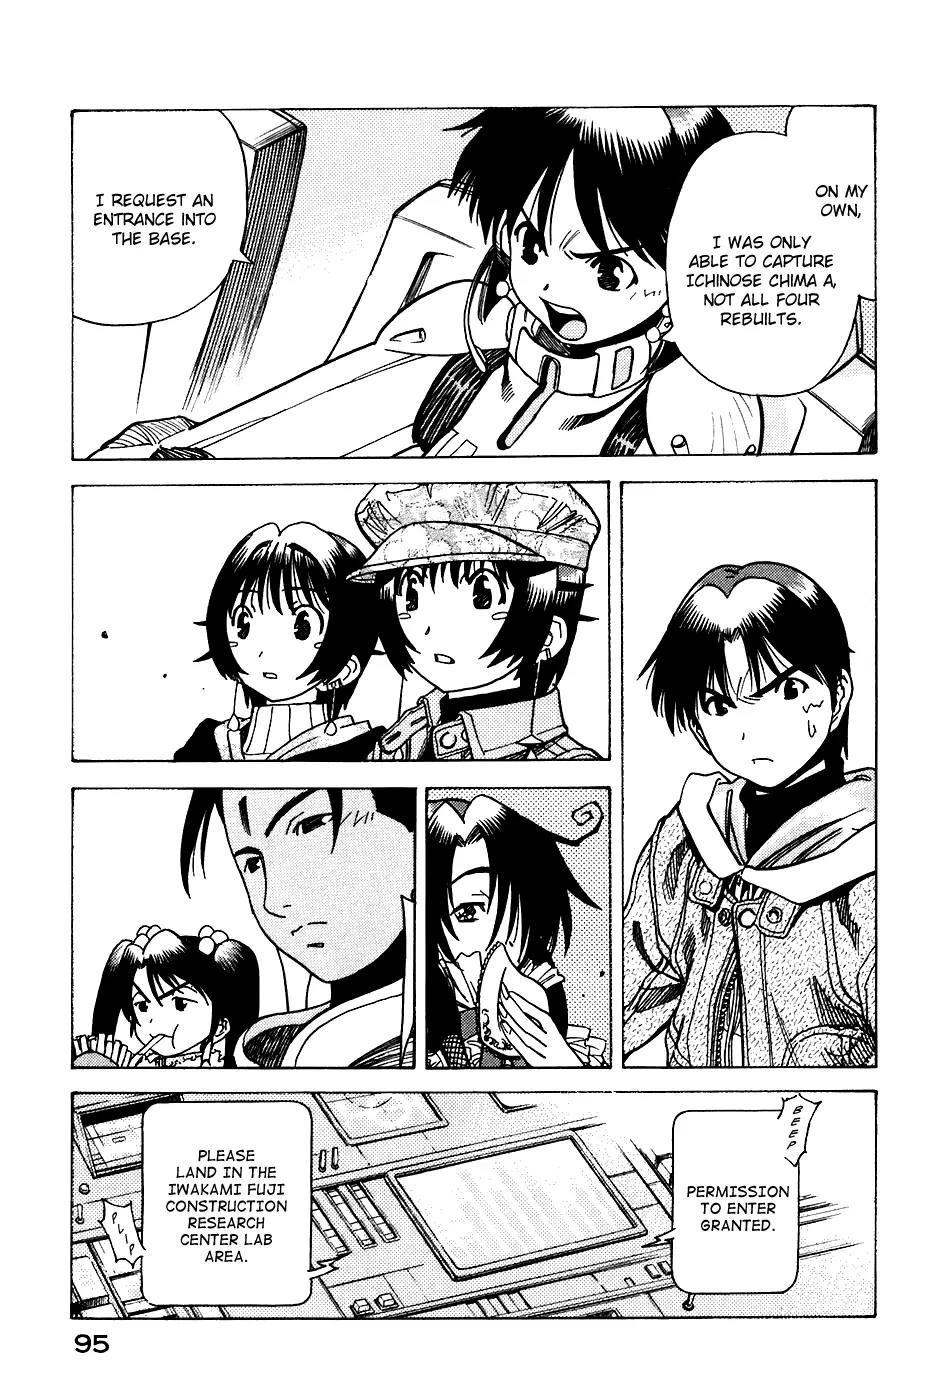 ON MY
OWN,
I WAS ONLY
ABLE TO CAPTURE
ICHINOSE CHIMA A,
NOT ALL FOUR
REBUILTS.
I REQUEST AN
ENTRANCE INTO
THE BASE.
BEEP
PERMISSION
TO ENTER
GRANTED.
PLEASE
LAND IN THE
IWAKAMI FUJI
CONSTRUCTION
RESEARCH
CENTER LAB
AREA.
PLIP
95